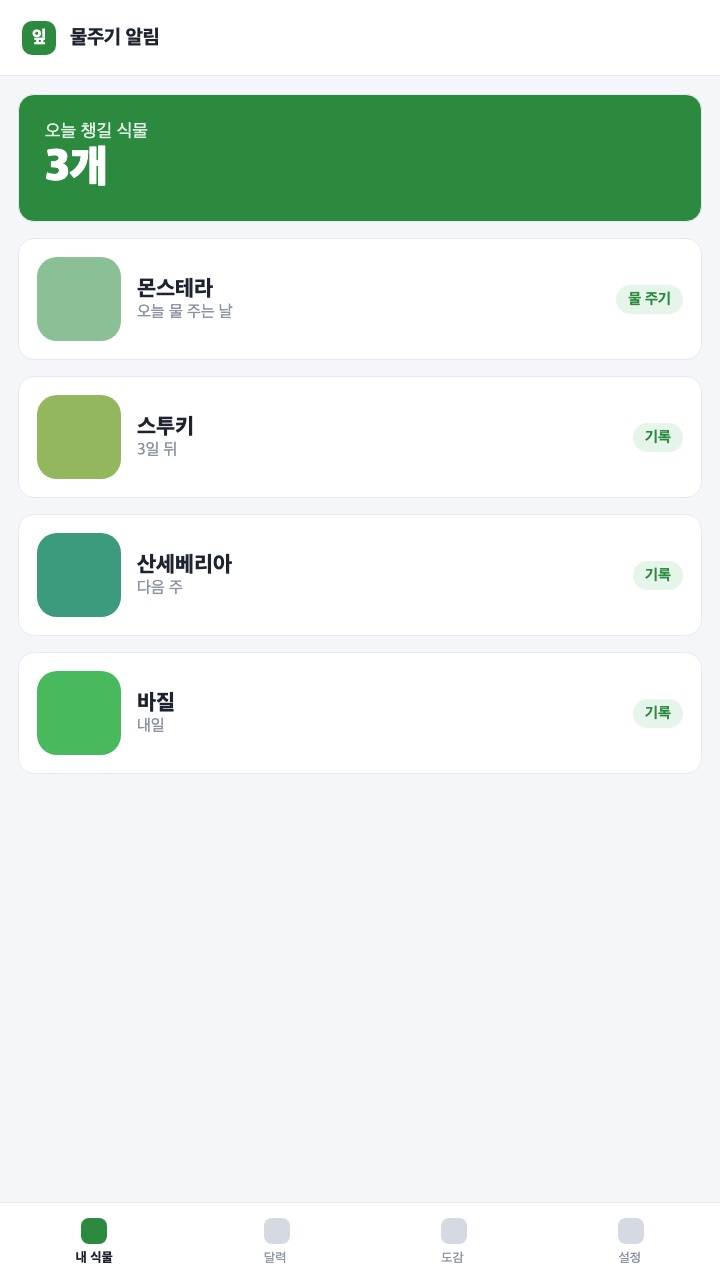 잎 물주기 알림
오늘 챙길 식물
3개
몬스테라
오늘 물 주는 날
물 주기
스투키
3일 뒤
기록
산세베리아
다음 주
기록
바질
내일
기록
내 식물 달력 도감 설정